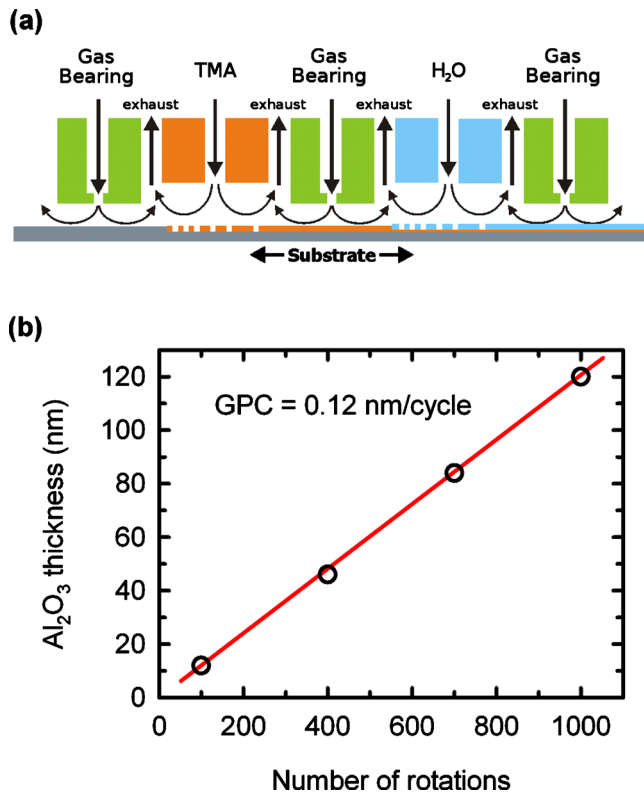 (a)
Gas Bearing
TMA
Gas Bearing
H₂O
Gas Bearing
exhaust
exhaust
exhaust
exhaust
Substrate
(b)
Al₂O₃ thickness (nm)
120
100
80
60
40
20
0
GPC = 0.12 nm/cycle
0 200 400 600 800 1000
Number of rotations